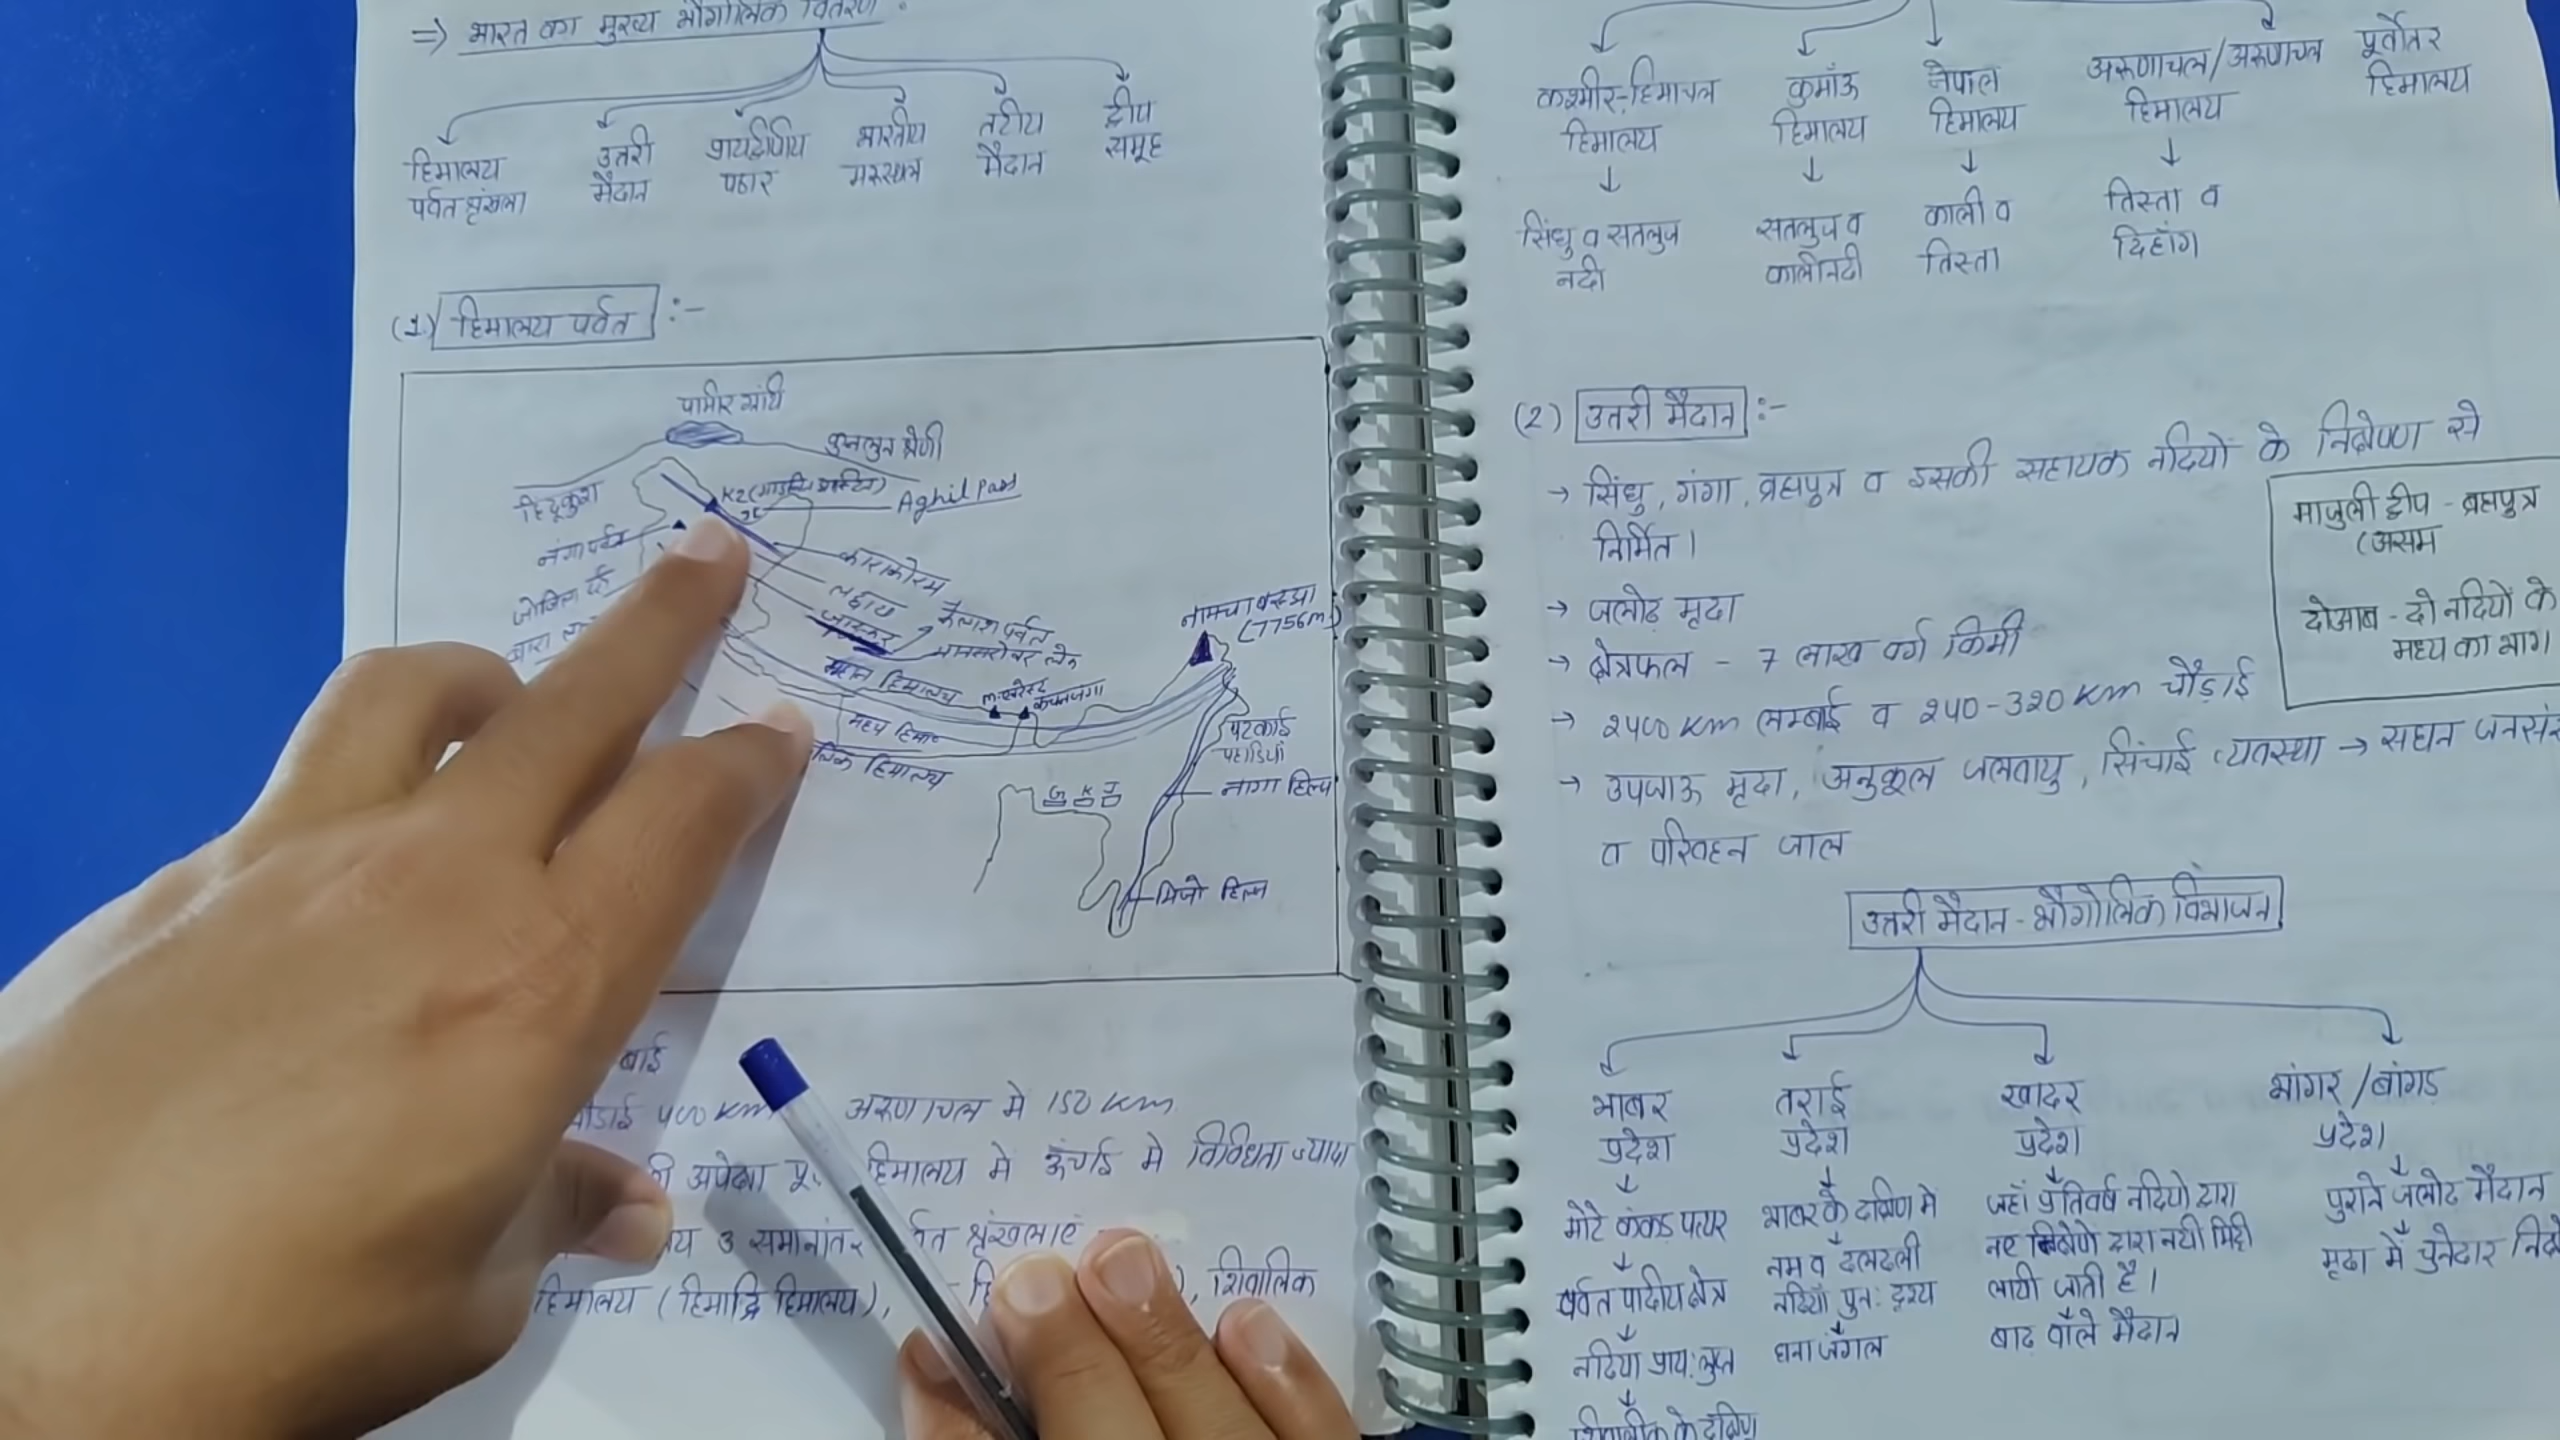 => भारत का मुख्य भौगोलिक वितरण :
हिमालय
पर्वत श्रृंखला
उत्तरी
मैदान
प्रायद्वीपीय
पठार
भारतीय
मरुस्थल
तटीय
मैदान
द्वीप
समूह
(1) हिमालय पर्वत :-
पामीर गांठ
कुनलुन श्रेणी
हिंदूकुश
K2 (गाडविन आस्टिन)
Aghil Pass
नंगा पर्वत
जोजिला दर्रा
बारा
काराकोरम
लद्दाख
जास्कर
कैलाश पर्वत
मानसरोवर लेक
महान हिमालय
मध्य हिमा
लिक हिमालय
m. एवरेस्ट
कंचनजंगा
नामचा बरवा
(7756m)
पटकाई
पहाडियाँ
नागा हिल्स
G K J
मिजो हिल्स
बाई
चौडाई 400 km
अरुणाचल मे 150 km
की अपेक्षा पू
हिमालय मे ऊंचाई मे विविधता ज्यादा
लय 3 समानांतर
र्वत श्रृंखलाएं
हिमालय (हिमाद्रि हिमालय),
), शिवालिक
कश्मीर-हिमाचल
हिमालय
सिंधु व सतलुज
नदी
कुमाँऊ
हिमालय
सतलुज व
कालीनदी
नेपाल
हिमालय
काली व
तिस्ता
अरुणाचल/अरुणाचल
हिमालय
तिस्ता व
दिहांग
पूर्वोतर
हिमालय
(2) उत्तरी मैदान :-
→ सिंधु, गंगा, ब्रह्मपुत्र व इसकी सहायक नदियों के निक्षेपण से
निर्मित ।
→ जलोढ़ मृदा
→ क्षेत्रफल - 7 लाख वर्ग किमी
→ 2400 km लम्बाई व 240-320 km चौड़ाई
→ उपजाऊ मृदा, अनुकूल जलवायु, सिंचाई व्यवस्था → सघन जनसं
व परिवहन जाल
माजुली द्वीप - ब्रह्मपुत्र
(असम
दोआब - दो नदियों के
मध्य का भाग
उत्तरी मैदान - भौगोलिक विभाजन
भाबर
प्रदेश
मोटे कंकड पत्थर
पर्वत पादीय क्षेत्र
नदियाँ प्राय: लुप्त
शिवालिक के दक्षिण
तराई
प्रदेश
भाबर के दक्षिण मे
नम व दलदली
नदियाँ पुन: दृश्य
घना जंगल
खादर
प्रदेश
जहाँ प्रतिवर्ष नदियो द्वारा
नए निक्षेपो द्वारा नयी मिट्टी
लायी जाती है ।
बाढ़ वाले मैदान
भांगर / बांगड़
प्रदेश
पुराने जलोढ मैदान
मृदा में चुनेदार